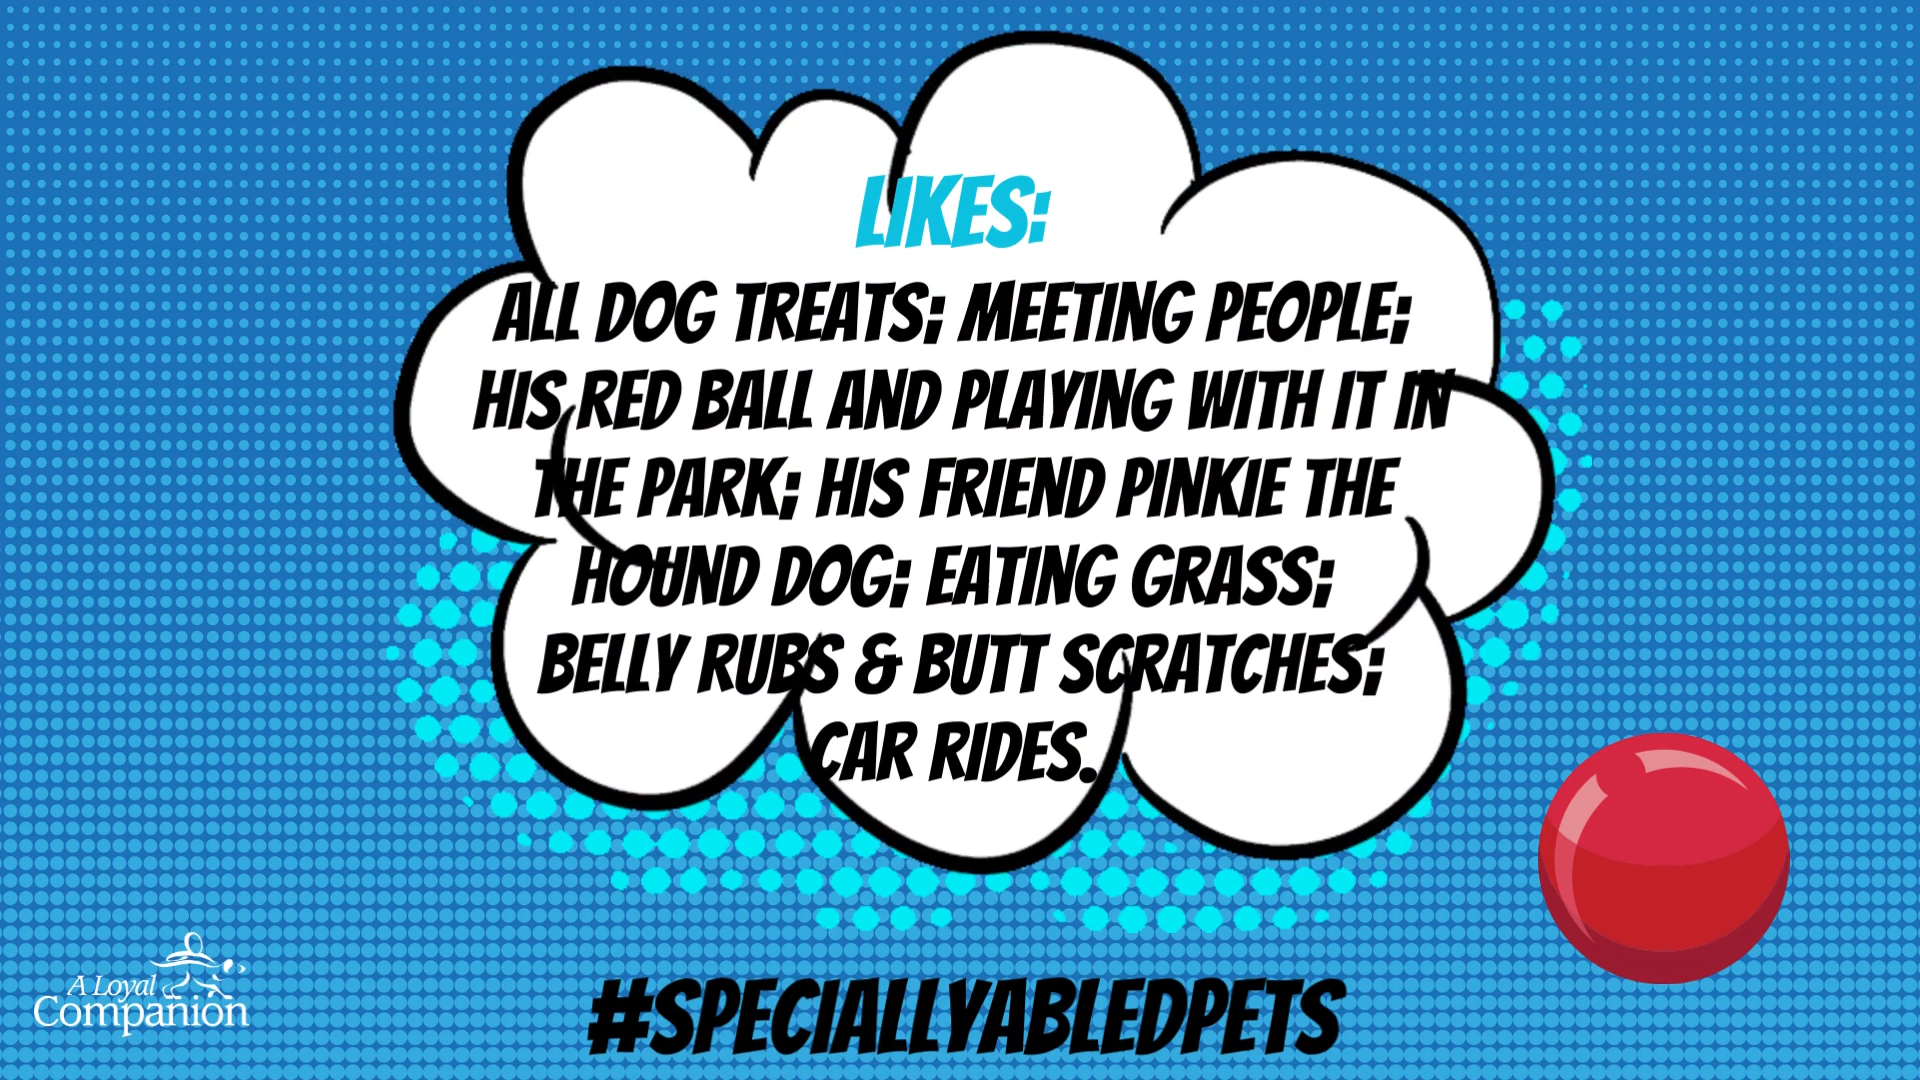 LIKES:
ALL DOG TREATS; MEETING PEOPLE;
HIS RED BALL AND PLAYING WITH IT IN
THE PARK; HIS FRIEND PINKIE THE
HOUND DOG; EATING GRASS;
BELLY RUBS & BUTT SCRATCHES;
CAR RIDES.
A Loyal
Companion
#SPECIALLYABLEDPETS